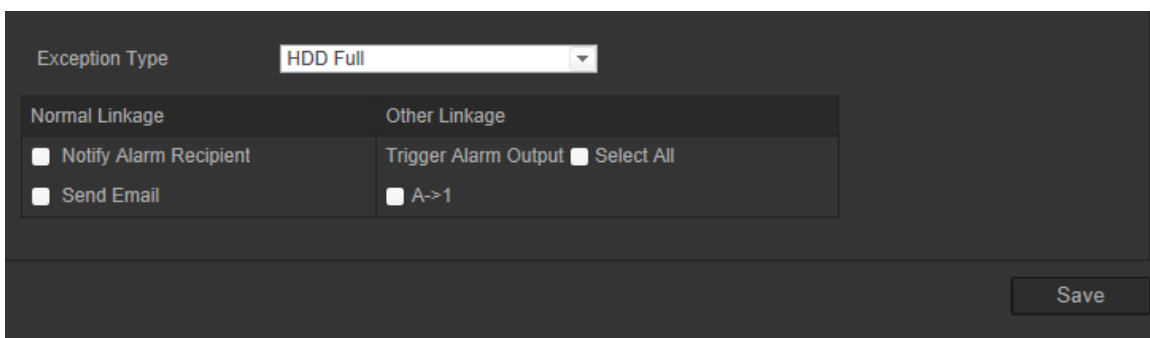 Exception Type HDD Full
Normal Linkage Other Linkage
Notify Alarm Recipient Trigger Alarm Output Select All
Send Email A->1
Save